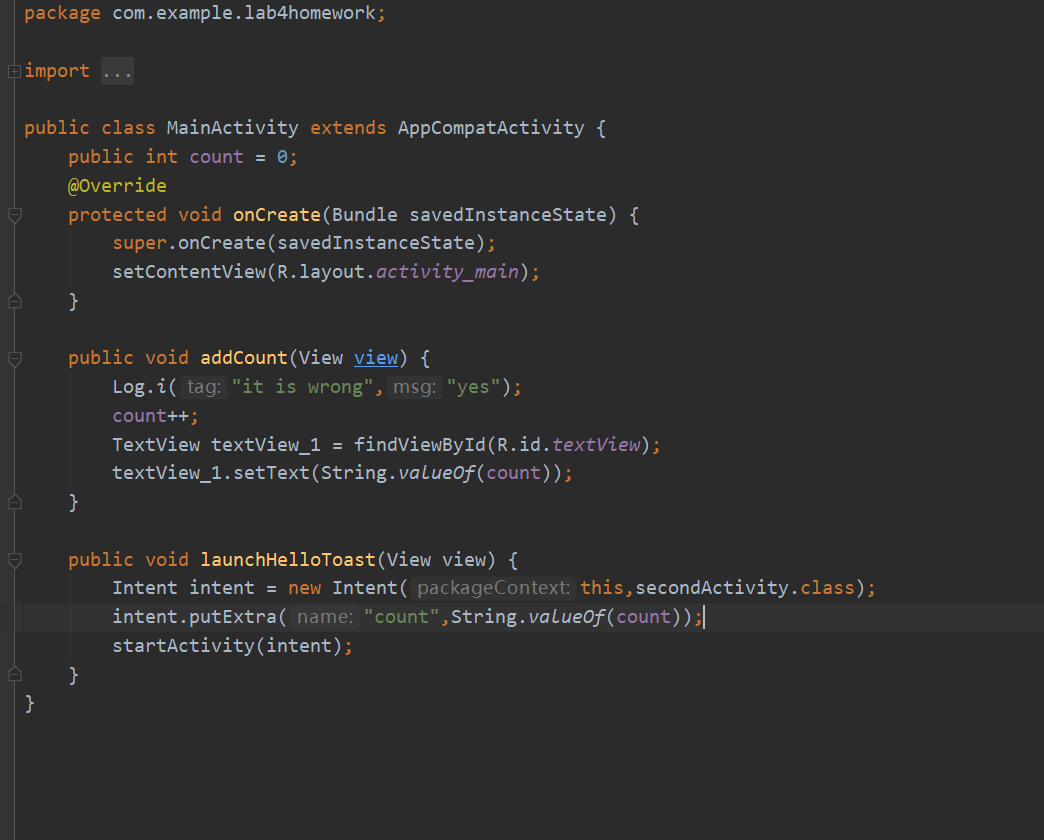 package com.example.lab4homework;
import ...
public class MainActivity extends AppCompatActivity {
public int count = 0;
@Override
protected void onCreate(Bundle savedInstanceState) {
super.onCreate(savedInstanceState);
setContentView(R.layout.activity_main);
}
public void addCount(View view) {
Log.i( tag: "it is wrong", msg: "yes");
count++;
TextView textView_1 = findViewById(R.id.textView);
textView_1.setText(String.valueOf(count));
}
public void launchHelloToast(View view) {
Intent intent = new Intent( packageContext: this,secondActivity.class);
intent.putExtra( name: "count",String.valueOf(count));
startActivity(intent);
}
}